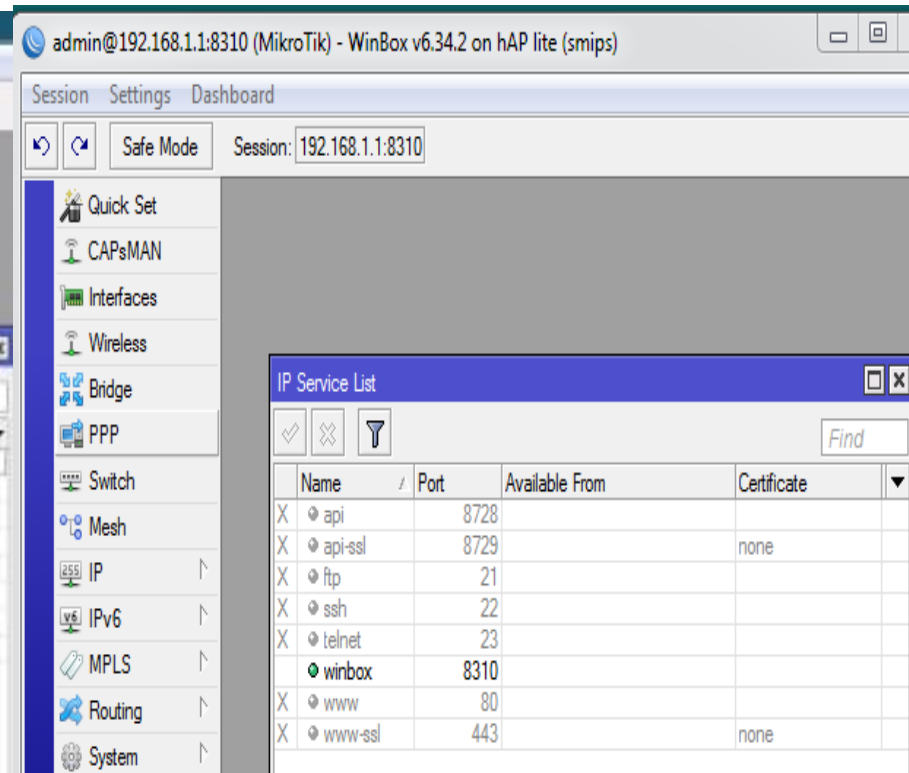 admin@192.168.1.1:8310 (MikroTik) - WinBox v6.34.2 on hAP lite (smips)
Session Settings Dashboard
Safe Mode Session: 192.168.1.1:8310
Quick Set
CAPsMAN
Interfaces
Wireless
Bridge
PPP
Switch
Mesh
255 IP
v6 IPv6
MPLS
Routing
System
IP Service List
Find
Name Port Available From Certificate
X api 8728
X api-ssl 8729 none
X ftp 21
X ssh 22
X telnet 23
winbox 8310
X www 80
X www-ssl 443 none